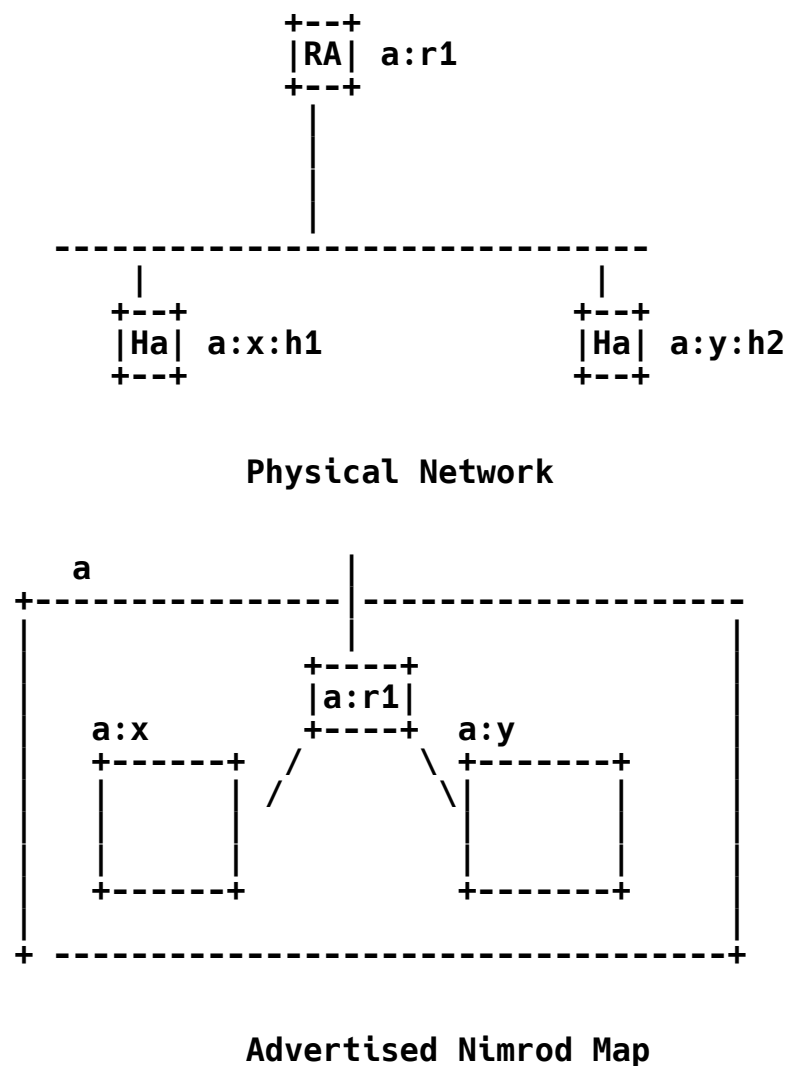 RA a:r1
Ha a:x:h1 Ha a:y:h2
Physical Network
a
a:r1
a:x a:y
Advertised Nimrod Map